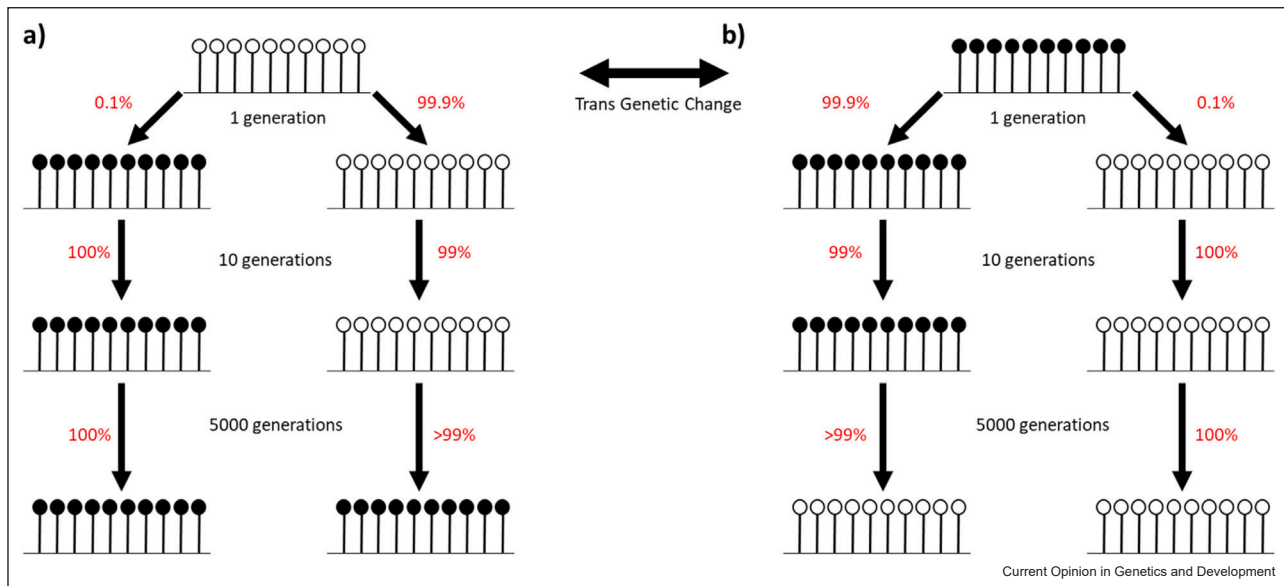 a)
0.1%
99.9%
1 generation
100%
10 generations
99%
100%
5000 generations
>99%
Trans Genetic Change
b)
99.9%
0.1%
1 generation
99%
10 generations
100%
>99%
5000 generations
100%
Current Opinion in Genetics and Development